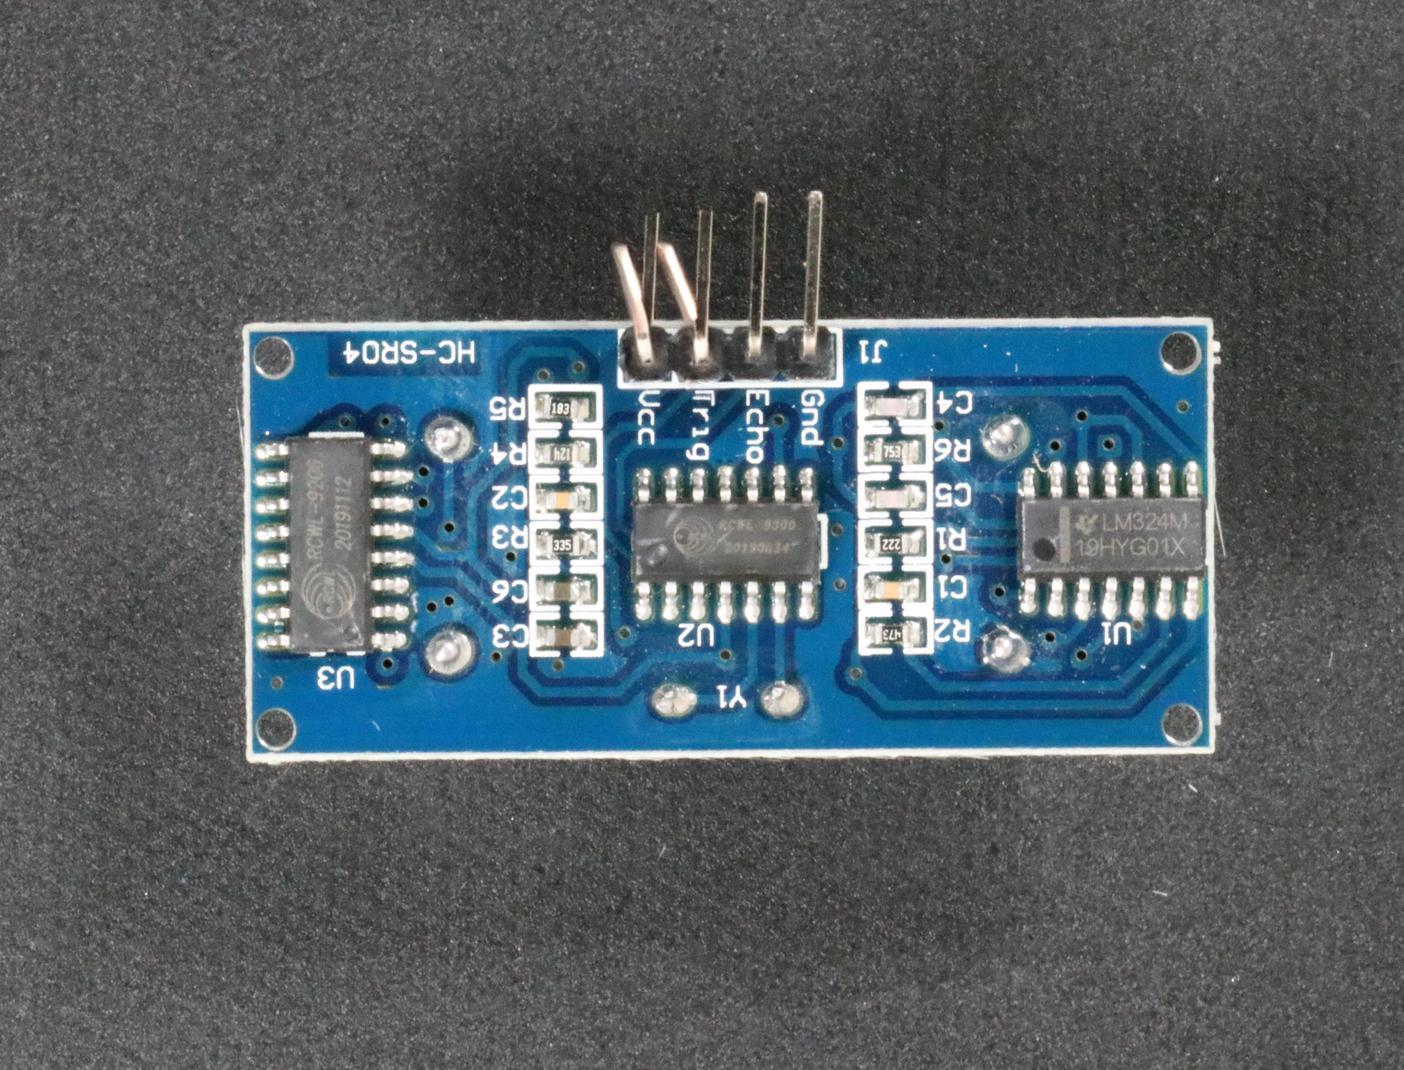 HC-SR04
J1
Vcc
Trig
Echo
Gnd
R5
183
R4
124
C2
R3
335
C6
C3
C4
R6
753
C5
R1
222
C1
R2
473
RCWL-9300
20191112
U3
RCWL-9300
U2
Y1
LM324M
19HYG01X
U1